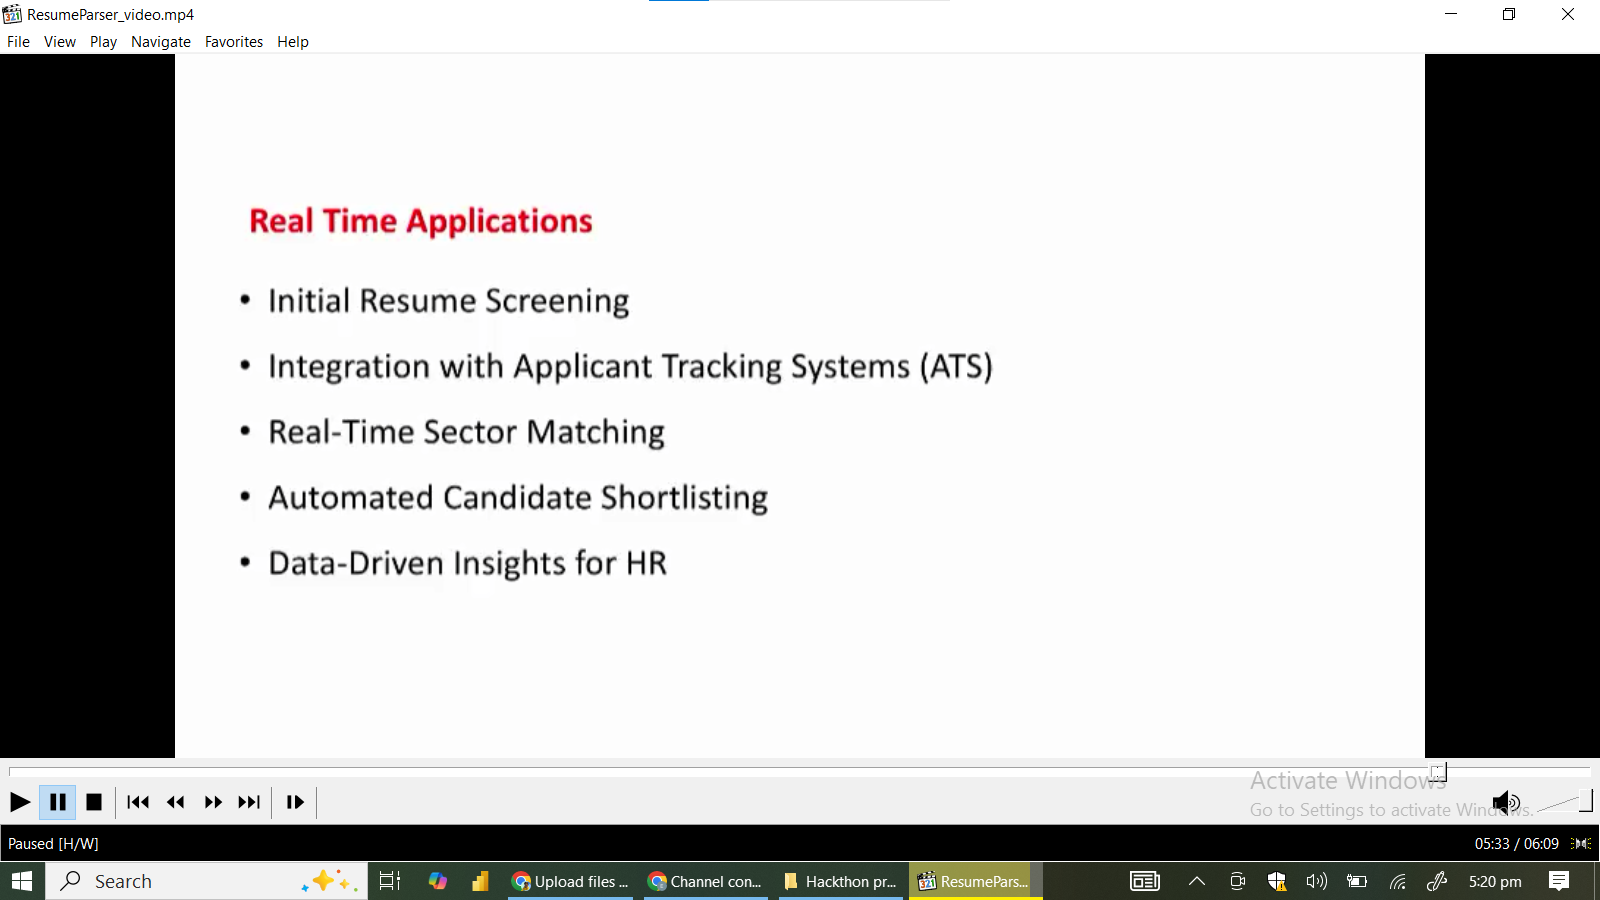 ResumeParser_video.mp4
File View Play Navigate Favorites Help
Real Time Applications
• Initial Resume Screening
• Integration with Applicant Tracking Systems (ATS)
• Real-Time Sector Matching
• Automated Candidate Shortlisting
• Data-Driven Insights for HR
Activate Windows
Go to Settings to activate Windows.
Paused [H/W]
05:33 / 06:09
Search
Upload files ...
Channel con...
Hackthon pr...
ResumePars...
5:20 pm